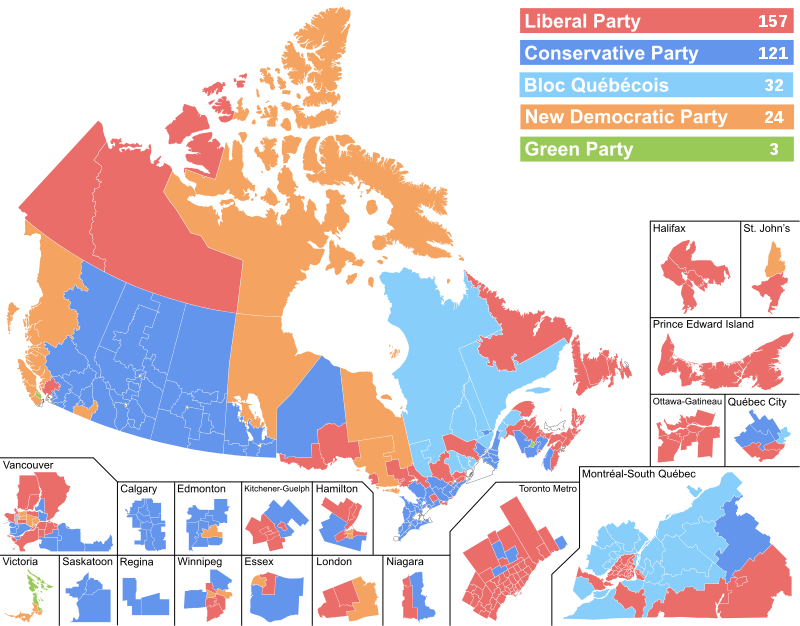 Liberal Party 157
Conservative Party 121
Bloc Québécois 32
New Democratic Party 24
Green Party 3
Halifax
St. John's
Prince Edward Island
Ottawa-Gatineau
Québec City
Vancouver
Calgary
Edmonton
Kitchener-Guelph
Hamilton
Toronto Metro
Montréal-South Québec
Victoria
Saskatoon
Regina
Winnipeg
Essex
London
Niagara